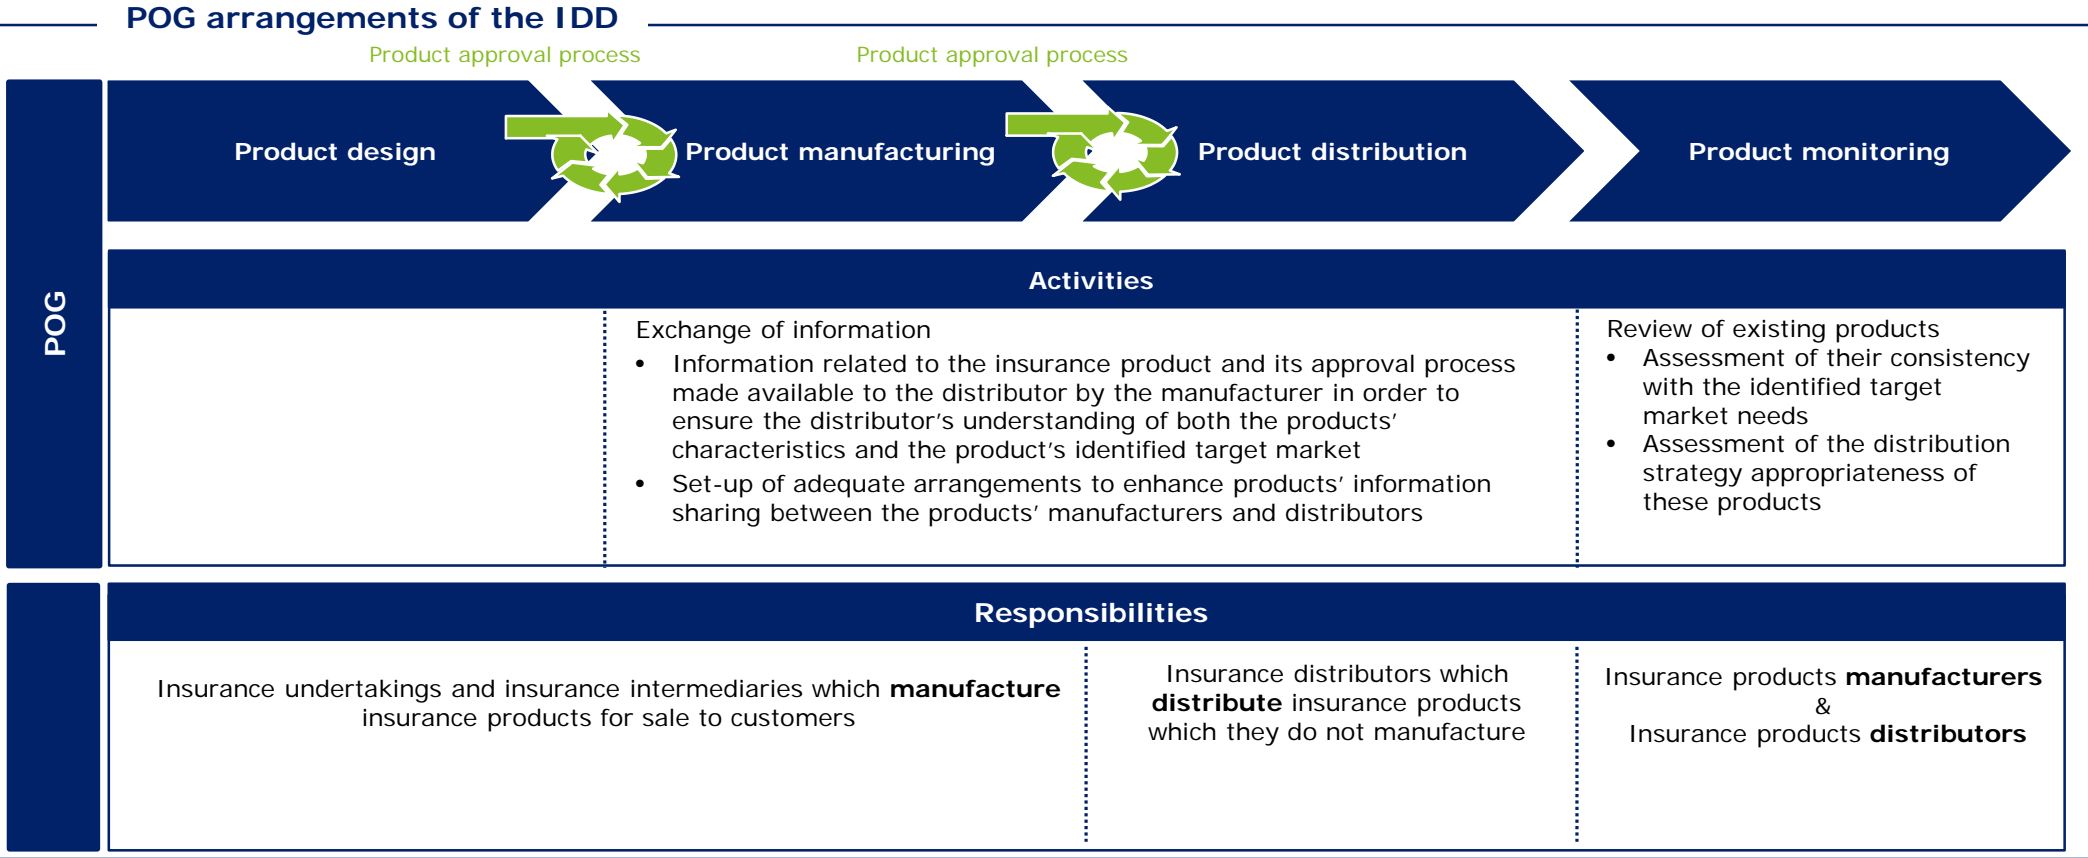 POG arrangements of the IDD
Product approval process
Product approval process
Product design
Product manufacturing
Product distribution
Product monitoring
POG
Activities
Exchange of information
• Information related to the insurance product and its approval process
made available to the distributor by the manufacturer in order to
ensure the distributor’s understanding of both the products’
characteristics and the product’s identified target market
• Set-up of adequate arrangements to enhance products’ information
sharing between the products’ manufacturers and distributors
Review of existing products
• Assessment of their consistency
with the identified target
market needs
• Assessment of the distribution
strategy appropriateness of
these products
Responsibilities
Insurance undertakings and insurance intermediaries which manufacture
insurance products for sale to customers
Insurance distributors which
distribute insurance products
which they do not manufacture
Insurance products manufacturers
&
Insurance products distributors